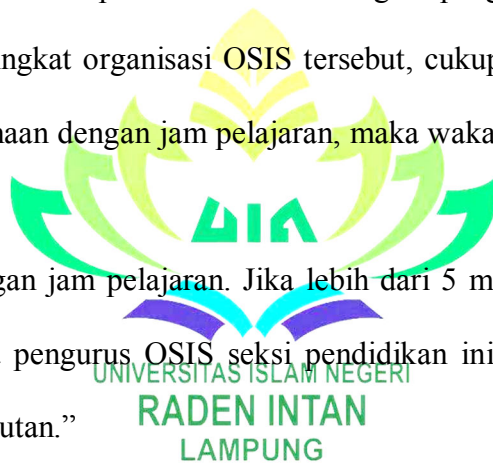 ngkat organisasi OSIS tersebut, cukup
naan dengan jam pelajaran, maka waka
UIN
gan jam pelajaran. Jika lebih dari 5 m
pengurus OSIS seksi pendidikan ini
UNIVERSITAS ISLAM NEGERI
utan.”
RADEN INTAN
LAMPUNG